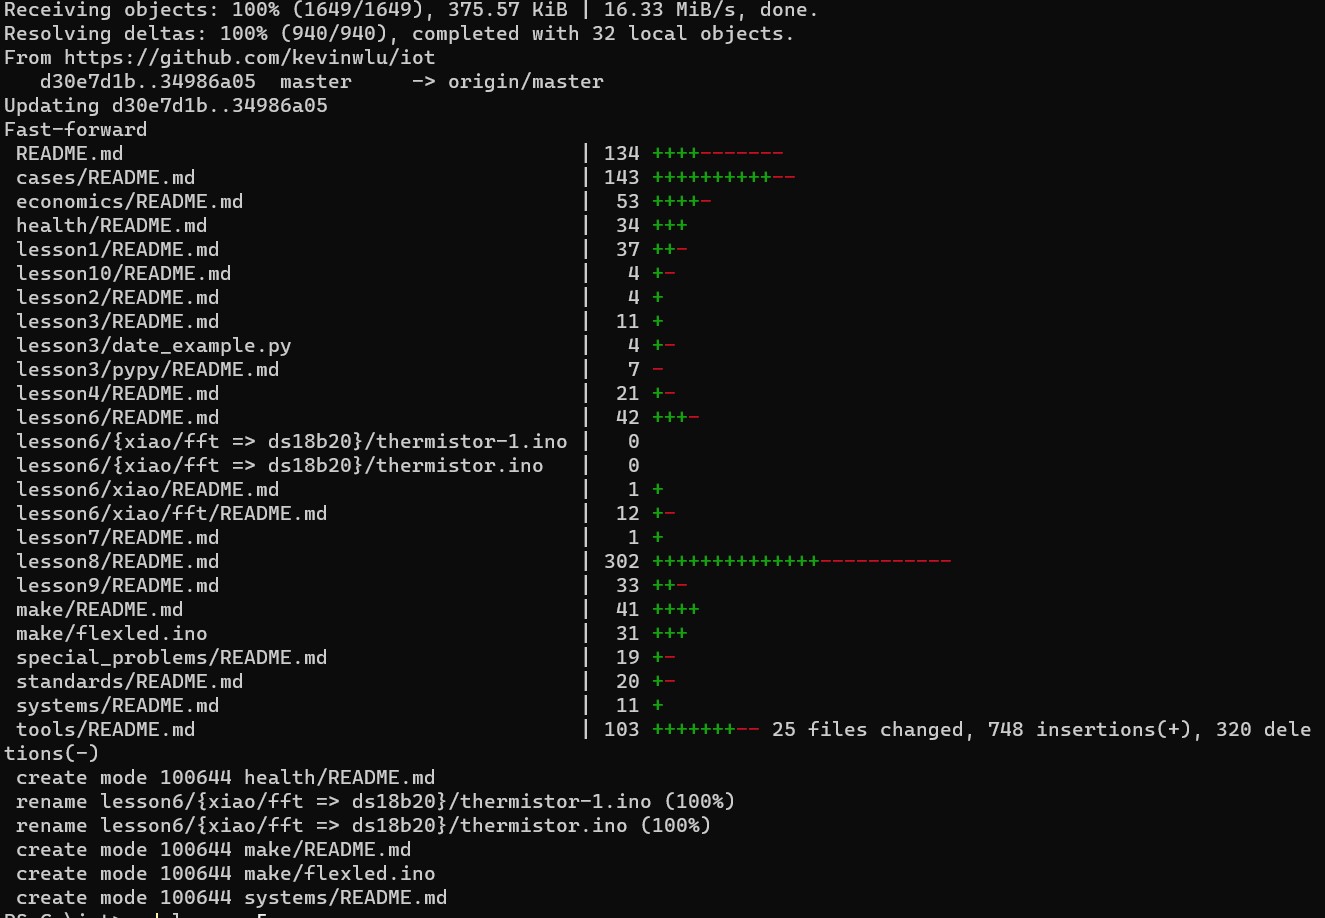 Receiving objects: 100% (1649/1649), 375.57 KiB | 16.33 MiB/s, done.
Resolving deltas: 100% (940/940), completed with 32 local objects.
From https://github.com/kevinwlu/iot
   d30e7d1b..34986a05  master     -> origin/master
Updating d30e7d1b..34986a05
Fast-forward
 README.md                                      | 134 ++++-------
 cases/README.md                                | 143 ++++++++++--
 economics/README.md                            |  53 ++++-
 health/README.md                               |  34 +++
 lesson1/README.md                              |  37 ++-
 lesson10/README.md                             |   4 +-
 lesson2/README.md                              |   4 +
 lesson3/README.md                              |  11 +
 lesson3/date_example.py                        |   4 +-
 lesson3/pypy/README.md                         |   7 -
 lesson4/README.md                              |  21 +-
 lesson6/README.md                              |  42 +++-
 lesson6/{xiao/fft => ds18b20}/thermistor-1.ino |   0
 lesson6/{xiao/fft => ds18b20}/thermistor.ino   |   0
 lesson6/xiao/README.md                         |   1 +
 lesson6/xiao/fft/README.md                     |  12 +-
 lesson7/README.md                              |   1 +
 lesson8/README.md                              | 302 ++++++++++++++-----------
 lesson9/README.md                              |  33 ++-
 make/README.md                                 |  41 ++++
 make/flexled.ino                               |  31 +++
 special_problems/README.md                     |  19 +-
 standards/README.md                            |  20 +-
 systems/README.md                              |  11 +
 tools/README.md                                | 103 +++++++-- 25 files changed, 748 insertions(+), 320 dele
tions(-)
 create mode 100644 health/README.md
 rename lesson6/{xiao/fft => ds18b20}/thermistor-1.ino (100%)
 rename lesson6/{xiao/fft => ds18b20}/thermistor.ino (100%)
 create mode 100644 make/README.md
 create mode 100644 make/flexled.ino
 create mode 100644 systems/README.md